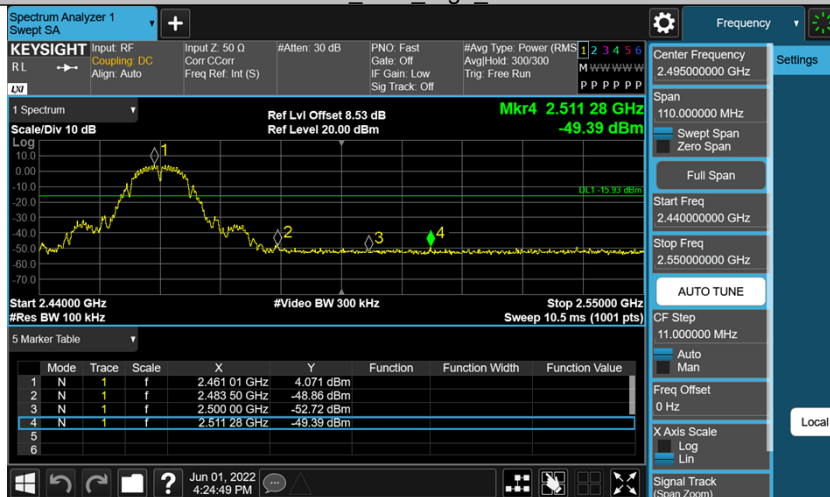 Spectrum Analyzer 1
Swept SA
Frequency
KEYSIGHT
RL
LXI
Input: RF
Coupling: DC
Align: Auto
Input Z: 50 Ω
Corr CCorr
Freq Ref: Int (S)
#Atten: 30 dB
PNO: Fast
Gate: Off
IF Gain: Low
Sig Track: Off
#Avg Type: Power (RMS
Avg|Hold: 300/300
Trig: Free Run
1 2 3 4 5 6
M W W W W W
P P P P P P
1 Spectrum
Scale/Div 10 dB
Ref Lvl Offset 8.53 dB
Ref Level 20.00 dBm
Mkr4 2.511 28 GHz
-49.39 dBm
Log
10.0
0.00
-10.0
-20.0
-30.0
-40.0
-50.0
-60.0
-70.0
1
2
3
4
DL1 -15.93 dBm
Start 2.44000 GHz
#Res BW 100 kHz
#Video BW 300 kHz
Stop 2.55000 GHz
Sweep 10.5 ms (1001 pts)
5 Marker Table
Mode Trace Scale X Y Function Function Width Function Value
1 N 1 f 2.461 01 GHz 4.071 dBm
2 N 1 f 2.483 50 GHz -48.86 dBm
3 N 1 f 2.500 00 GHz -52.72 dBm
4 N 1 f 2.511 28 GHz -49.39 dBm
5
6
?
Jun 01, 2022
4:24:49 PM
Center Frequency
2.495000000 GHz
Span
110.000000 MHz
Swept Span
Zero Span
Full Span
Start Freq
2.440000000 GHz
Stop Freq
2.550000000 GHz
AUTO TUNE
CF Step
11.000000 MHz
Auto
Man
Freq Offset
0 Hz
X Axis Scale
Log
Lin
Signal Track
(Span Zoom)
Settings
Local